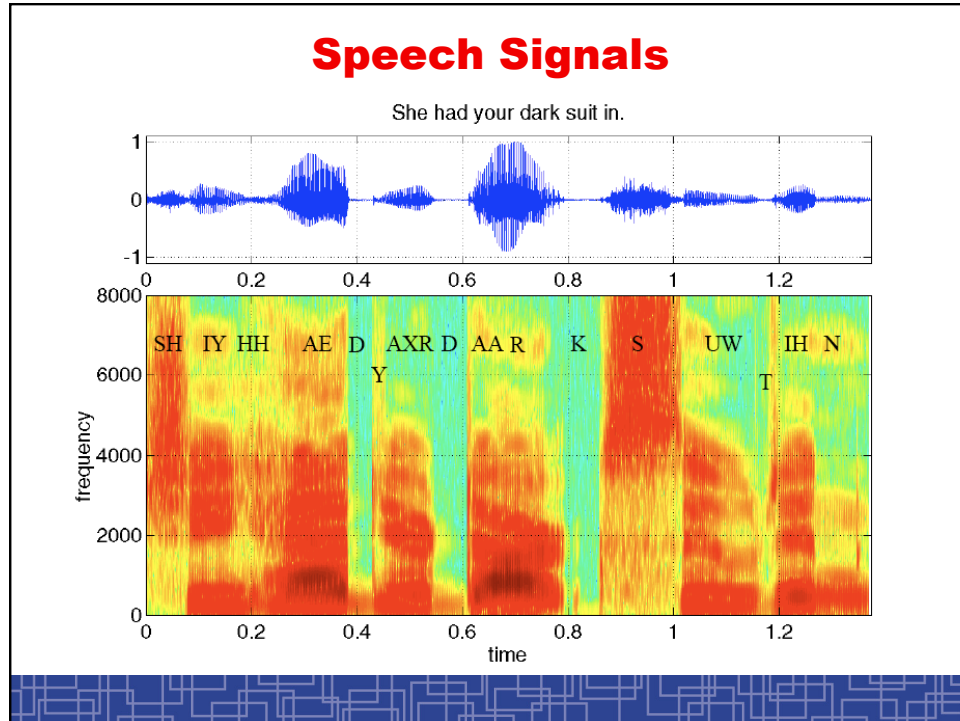 Speech Signals
She had your dark suit in.
1
0
-1
0 0.2 0.4 0.6 0.8 1 1.2
8000
SH IY HH AE D AXR D AA R K S UW IH N
6000
Y T
4000
frequency
2000
0
0 0.2 0.4 0.6 0.8 1 1.2
time